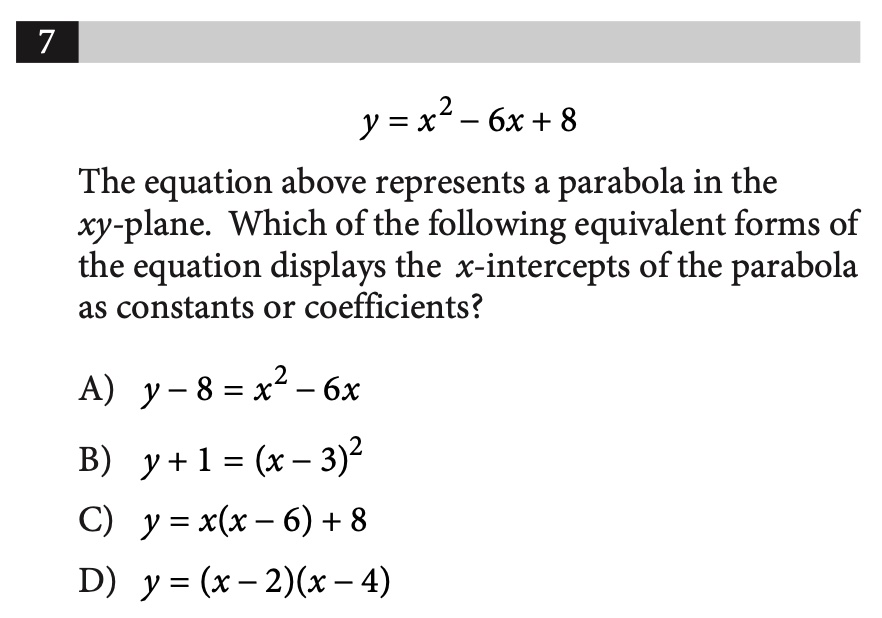 7
y = x² – 6x + 8
The equation above represents a parabola in the
xy-plane. Which of the following equivalent forms of
the equation displays the x-intercepts of the parabola
as constants or coefficients?
A) y – 8 = x² – 6x
B) y + 1 = (x – 3)²
C) y = x(x – 6) + 8
D) y = (x – 2)(x – 4)